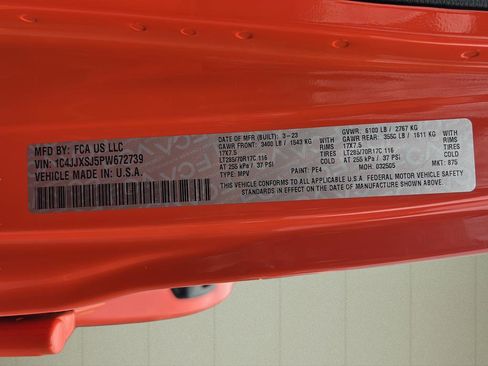 MFD BY: FCA US LLC
VIN: 1C4JJXSJ5PW672739
VEHICLE MADE IN: U.S.A.
DATE OF MFR (BUILT): 3-23
GAWR FRONT: 3400 LB / 1543 KG WITH
17X7.5 RIMS
LT285/70R17C 116 TIRES
AT 255 kPa / 37 PSI COLD
TYPE: MPV PAINT: PE4
GVWR: 6100 LB / 2767 KG
GAWR REAR: 3550 LB / 1611 KG WITH
17X7.5 RIMS
LT285/70R17C 116 TIRES
AT 255 kPa / 37 PSI COLD
MDH: 032505 MKT: 875
THIS VEHICLE CONFORMS TO ALL APPLICABLE U.S.A. FEDERAL MOTOR VEHICLE SAFETY
STANDARDS IN EFFECT ON THE DATE OF MANUFACTURE SHOWN ABOVE.